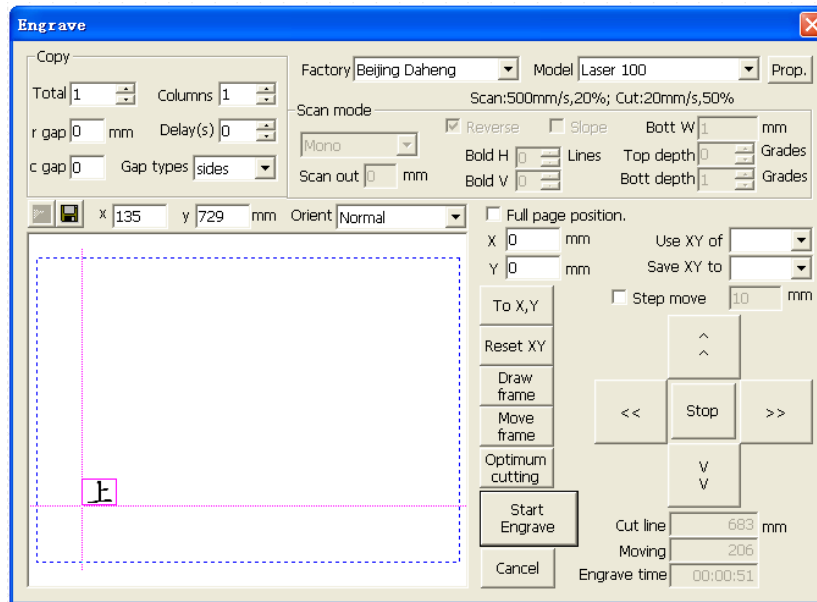 Engrave
Copy
Factory Beijing Daheng Model Laser 100 Prop.
Total 1 Columns 1
Scan:500mm/s,20%; Cut:20mm/s,50%
r gap 0 mm Delay(s) 0
c gap 0 Gap types sides
Scan mode
Mono
Reverse Slope Bott W 1 mm
Bold H 0 Lines Top depth 0 Grades
Scan out 0 mm Bold V 0 Bott depth 1 Grades
x 135 y 729 mm Orient Normal
Full page position.
X 0 mm Use XY of
Y 0 mm Save XY to
To X,Y
Step move 10 mm
Reset XY
^
^
Draw
frame
Move
frame
<< Stop >>
Optimum
cutting
V
V
上
Start
Engrave
Cut line 683 mm
Moving 206
Cancel
Engrave time 00:00:51